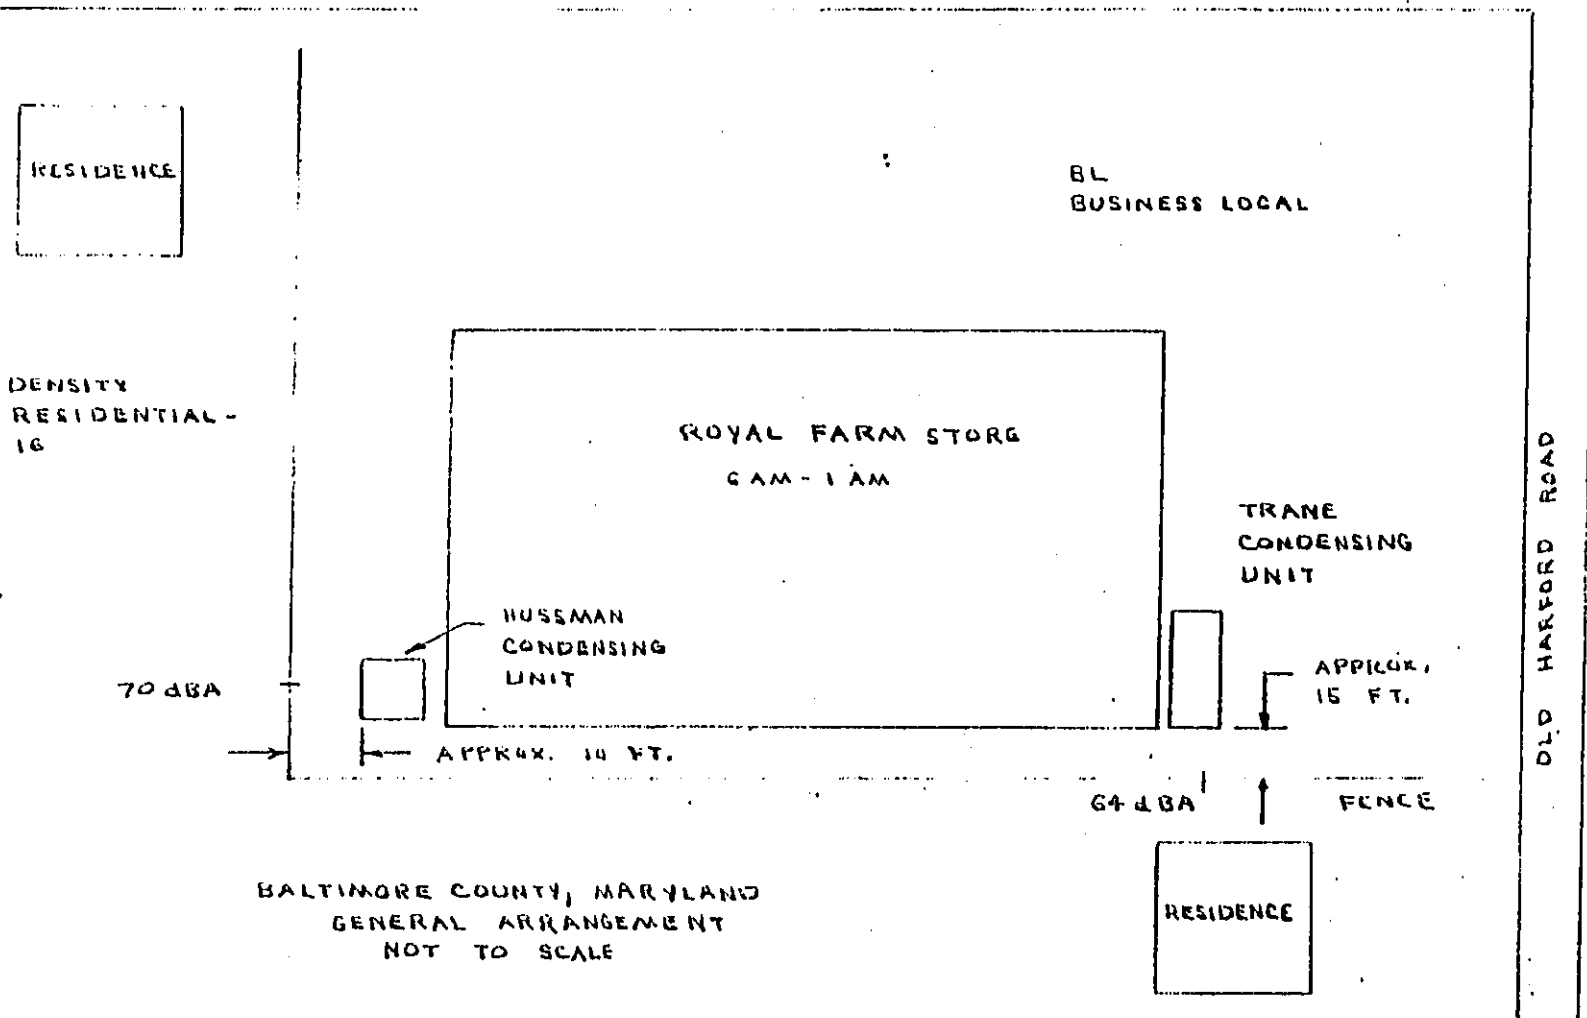 RESIDENCE
BL
BUSINESS LOCAL
DENSITY
RESIDENTIAL -
16
ROYAL FARM STORE
6 AM - 1 AM
TRANE
CONDENSING
UNIT
HUSSMAN
CONDENSING
UNIT
70 dBA
APPROX.
15 FT.
APPROX. FT.
64 dBA
FENCE
OLD HARFORD ROAD
RESIDENCE
BALTIMORE COUNTY, MARYLAND
GENERAL ARRANGEMENT
NOT TO SCALE